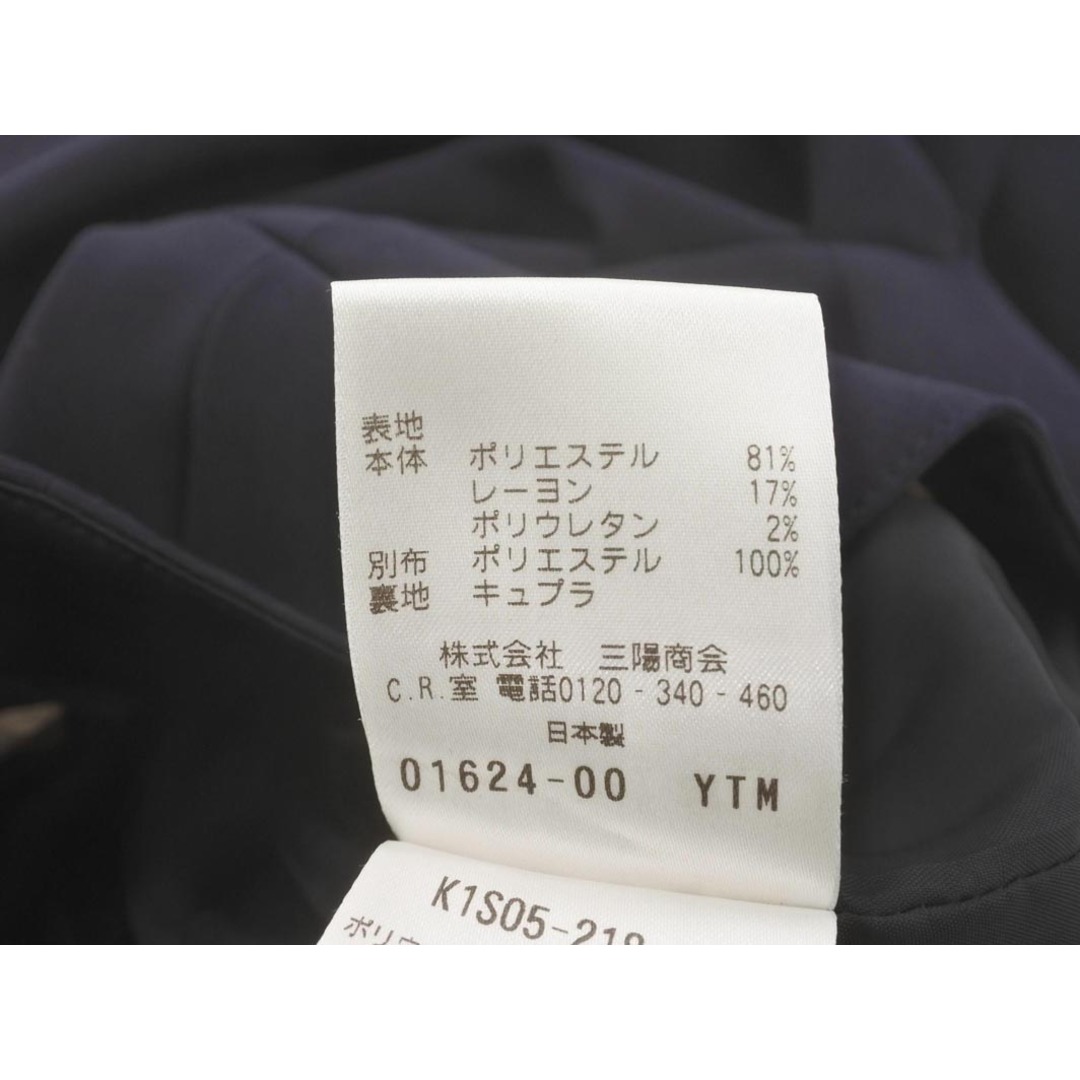 表地
本体 ポリエステル 81%
レーヨン 17%
ポリウレタン 2%
別布 ポリエステル 100%
裏地 キュプラ
株式会社 三陽商会
C.R.室 電話0120-340-460
日本製
01624-00 YTM
K1S05-218